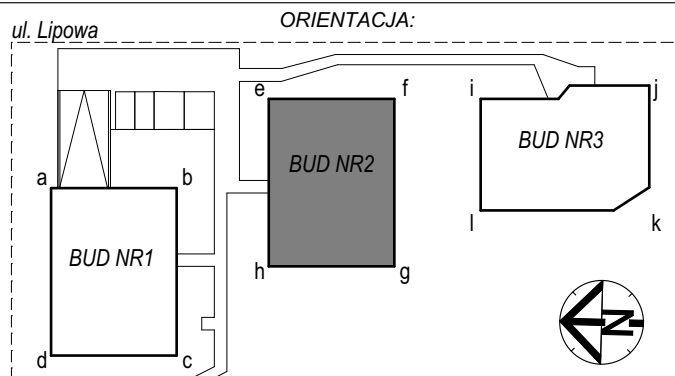 ORIENTACJA:
ul. Lipowa
e f i j
BUD NR3
BUD NR2
a b
l k
BUD NR1
h g
N
d c